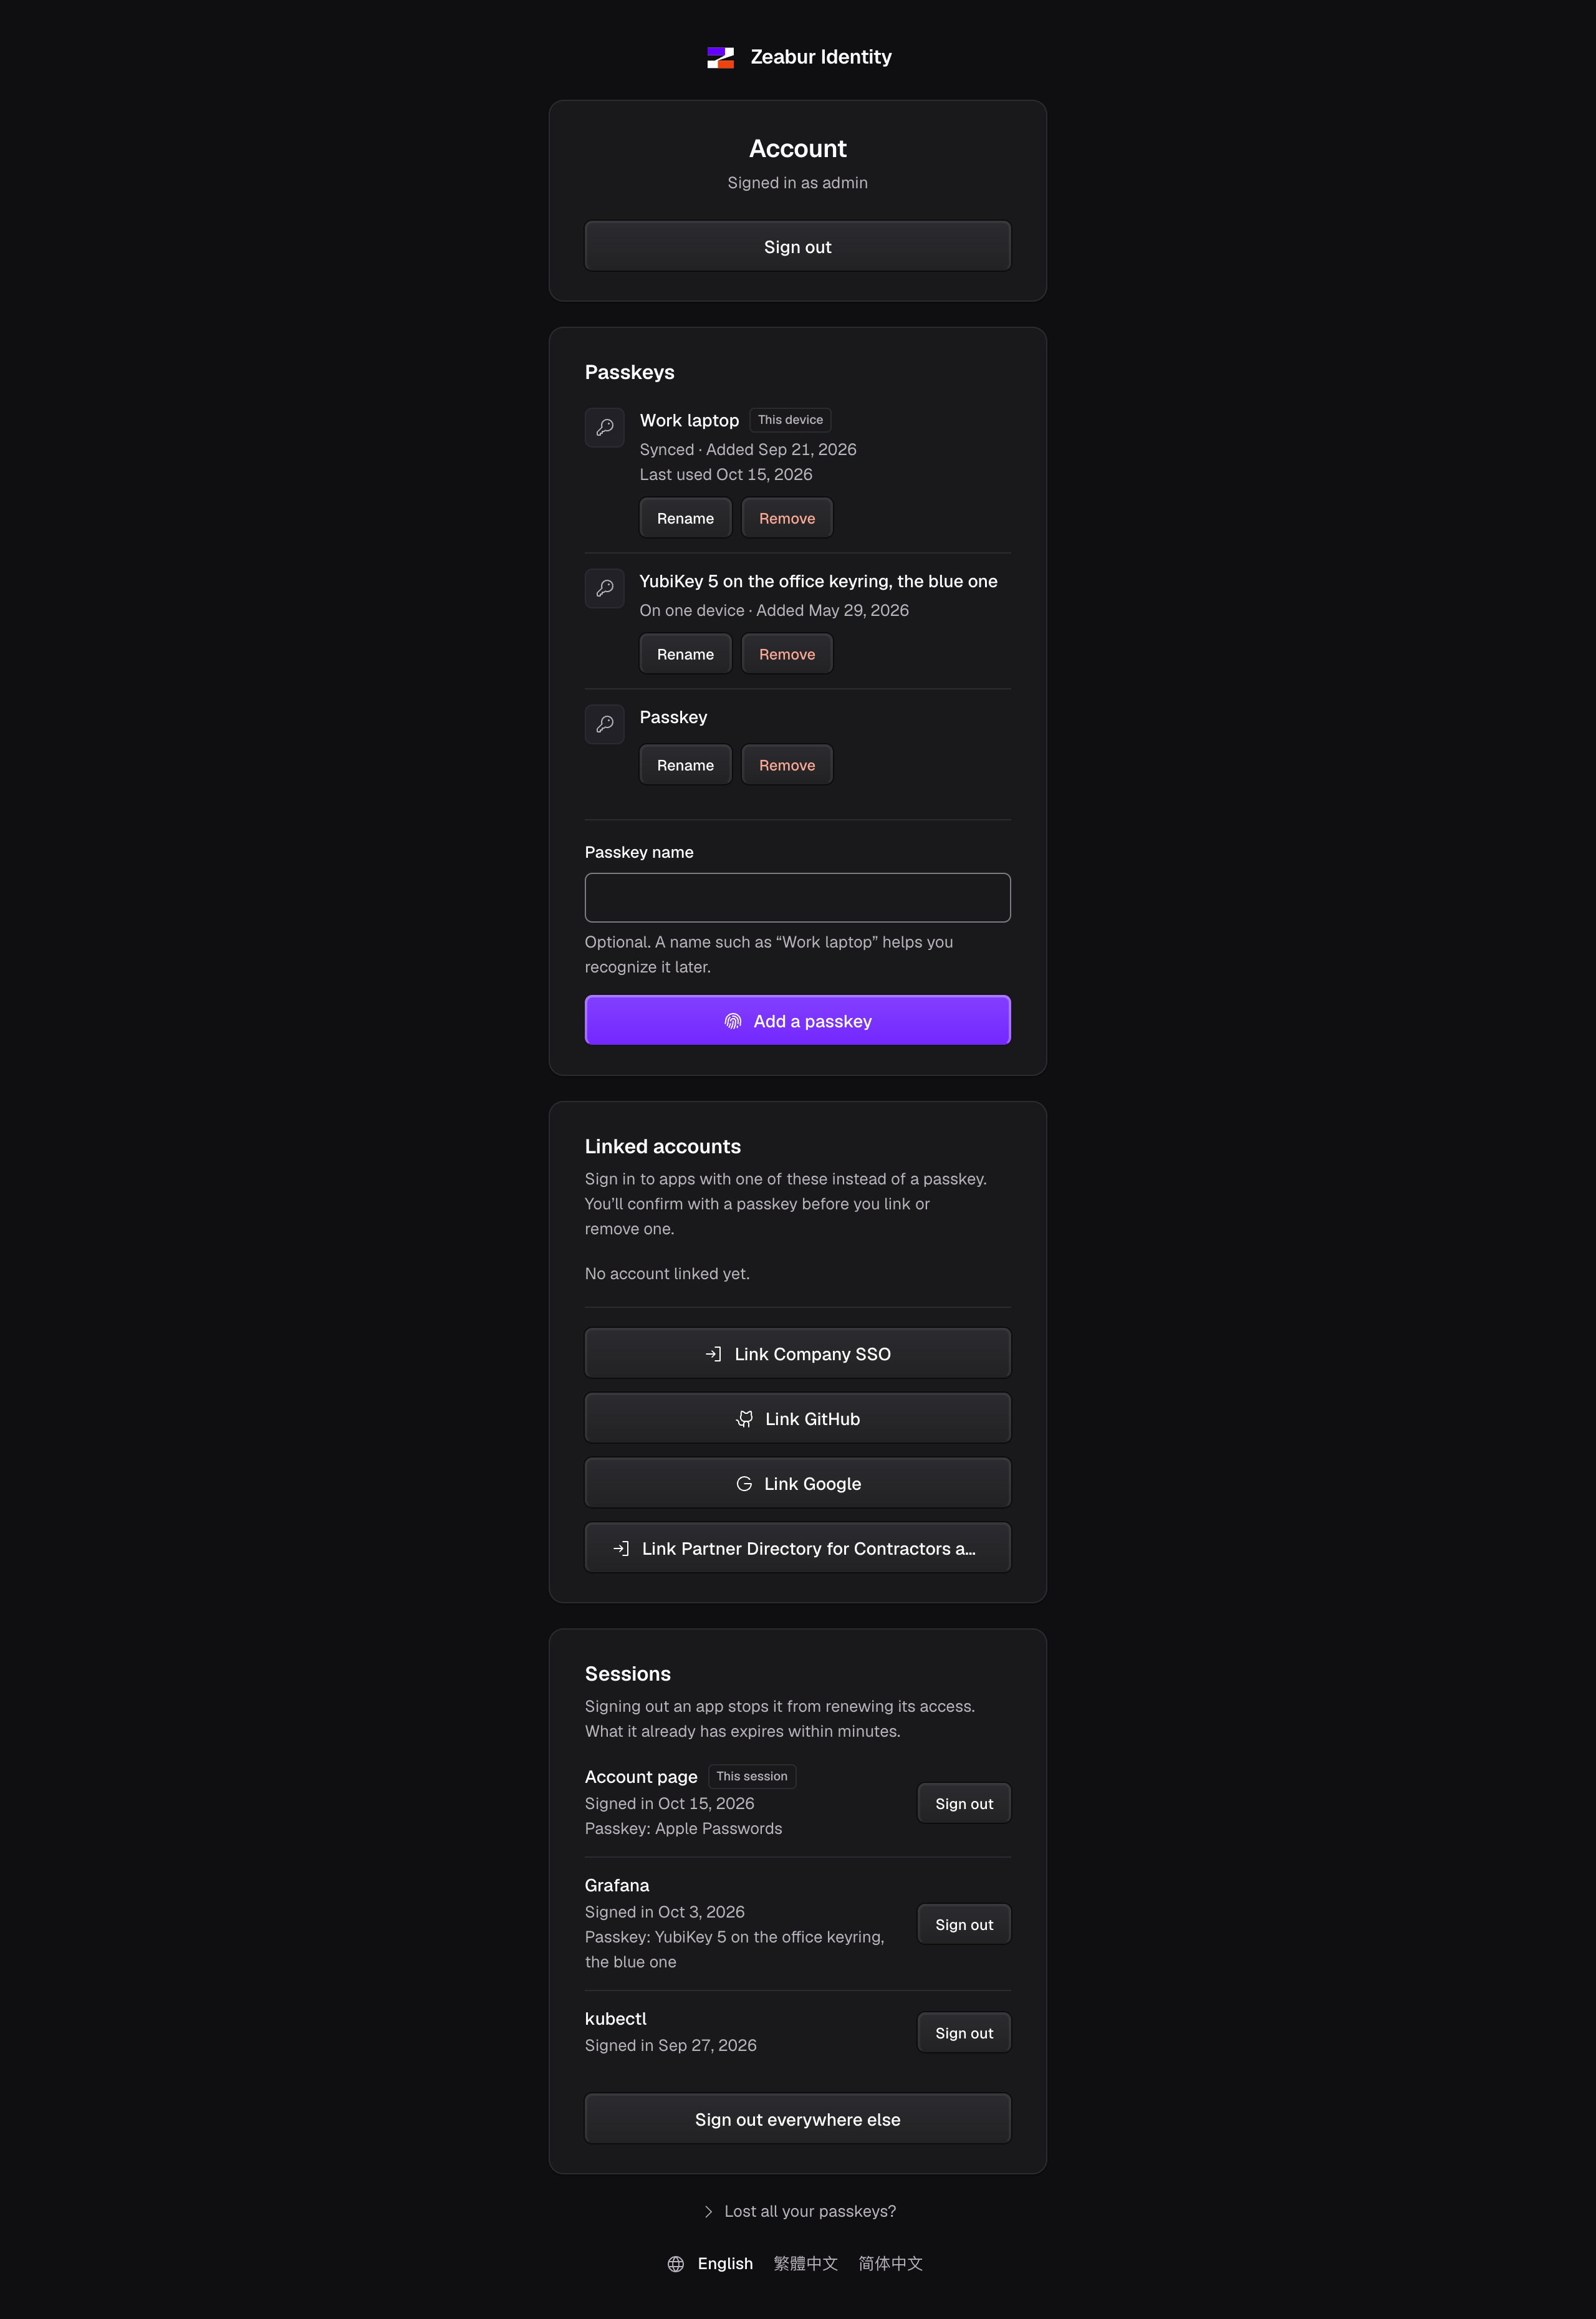 Zeabur Identity
Account
Signed in as admin
Sign out
Passkeys
Work laptop This device
Synced · Added Sep 21, 2026
Last used Oct 15, 2026
Rename Remove
YubiKey 5 on the office keyring, the blue one
On one device · Added May 29, 2026
Rename Remove
Passkey
Rename Remove
Passkey name
Optional. A name such as “Work laptop” helps you
recognize it later.
Add a passkey
Linked accounts
Sign in to apps with one of these instead of a passkey.
You’ll confirm with a passkey before you link or
remove one.
No account linked yet.
Link Company SSO
Link GitHub
Link Google
Link Partner Directory for Contractors a...
Sessions
Signing out an app stops it from renewing its access.
What it already has expires within minutes.
Account page This session
Signed in Oct 15, 2026
Passkey: Apple Passwords
Sign out
Grafana
Signed in Oct 3, 2026
Passkey: YubiKey 5 on the office keyring,
the blue one
Sign out
kubectl
Signed in Sep 27, 2026
Sign out
Sign out everywhere else
Lost all your passkeys?
English 繁體中文 简体中文